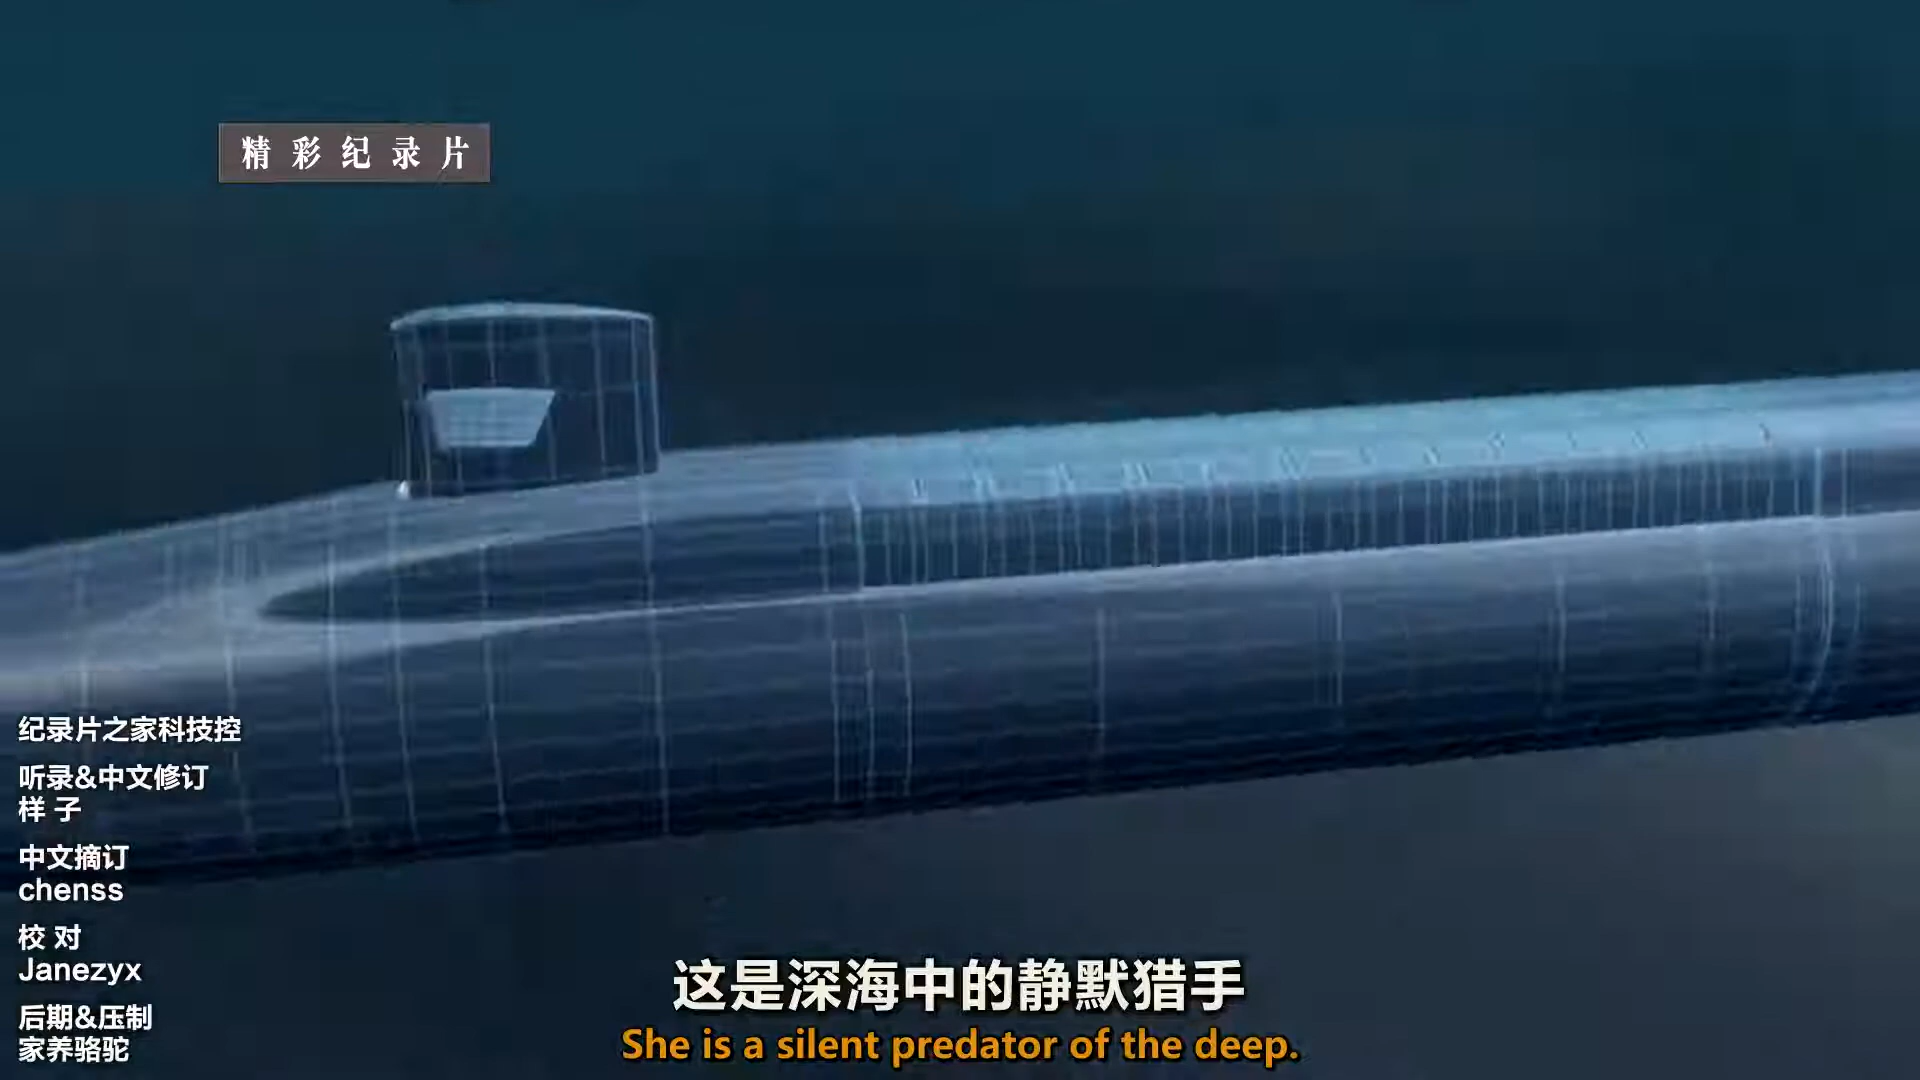 精彩纪录片
纪录片之家科技控
听录&中文修订
样 子
中文摘订
chenss
校 对
Janezyx
后期&压制
家养骆驼
这是深海中的静默猎手
She is a silent predator of the deep.